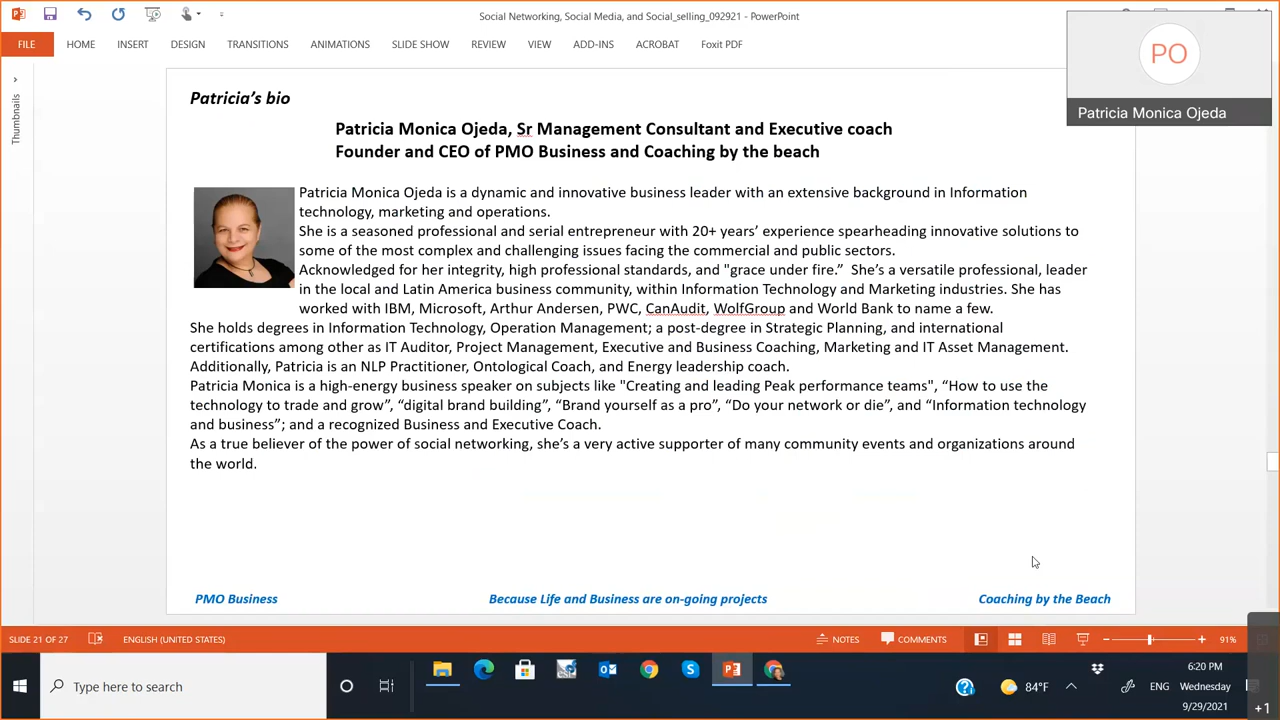 Social Networking, Social Media, and Social_selling_092921 - PowerPoint
FILE HOME INSERT DESIGN TRANSITIONS ANIMATIONS SLIDE SHOW REVIEW VIEW ADD-INS ACROBAT Foxit PDF
PO
Patricia Monica Ojeda
Thumbnails
Patricia's bio
Patricia Monica Ojeda, Sr Management Consultant and Executive coach
Founder and CEO of PMO Business and Coaching by the beach
Patricia Monica Ojeda is a dynamic and innovative business leader with an extensive background in Information
technology, marketing and operations.
She is a seasoned professional and serial entrepreneur with 20+ years' experience spearheading innovative solutions to
some of the most complex and challenging issues facing the commercial and public sectors.
Acknowledged for her integrity, high professional standards, and "grace under fire."  She's a versatile professional, leader
in the local and Latin America business community, within Information Technology and Marketing industries. She has
worked with IBM, Microsoft, Arthur Andersen, PWC, CanAudit, WolfGroup and World Bank to name a few.
She holds degrees in Information Technology, Operation Management; a post-degree in Strategic Planning, and international
certifications among other as IT Auditor, Project Management, Executive and Business Coaching, Marketing and IT Asset Management.
Additionally, Patricia is an NLP Practitioner, Ontological Coach, and Energy leadership coach.
Patricia Monica is a high-energy business speaker on subjects like "Creating and leading Peak performance teams", "How to use the
technology to trade and grow", "digital brand building", "Brand yourself as a pro", "Do your network or die", and "Information technology
and business"; and a recognized Business and Executive Coach.
As a true believer of the power of social networking, she's a very active supporter of many community events and organizations around
the world.
PMO Business Because Life and Business are on-going projects Coaching by the Beach
SLIDE 21 OF 27 ENGLISH (UNITED STATES) NOTES COMMENTS 91%
Type here to search
84°F ENG
6:20 PM
Wednesday
9/29/2021
+1